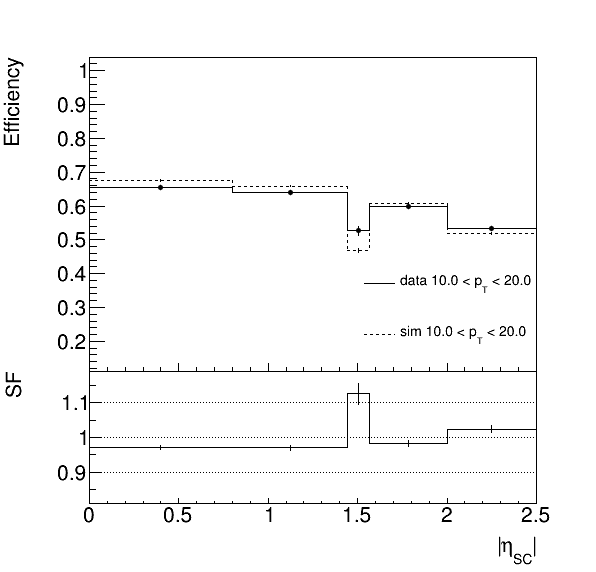 Efficiency
1
0.9
0.8
0.7
0.6
0.5
0.4
0.3
0.2
data 10.0 < p_T < 20.0
sim 10.0 < p_T < 20.0
SF
1.1
1
0.9
0 0.5 1 1.5 2 2.5
|η_SC|